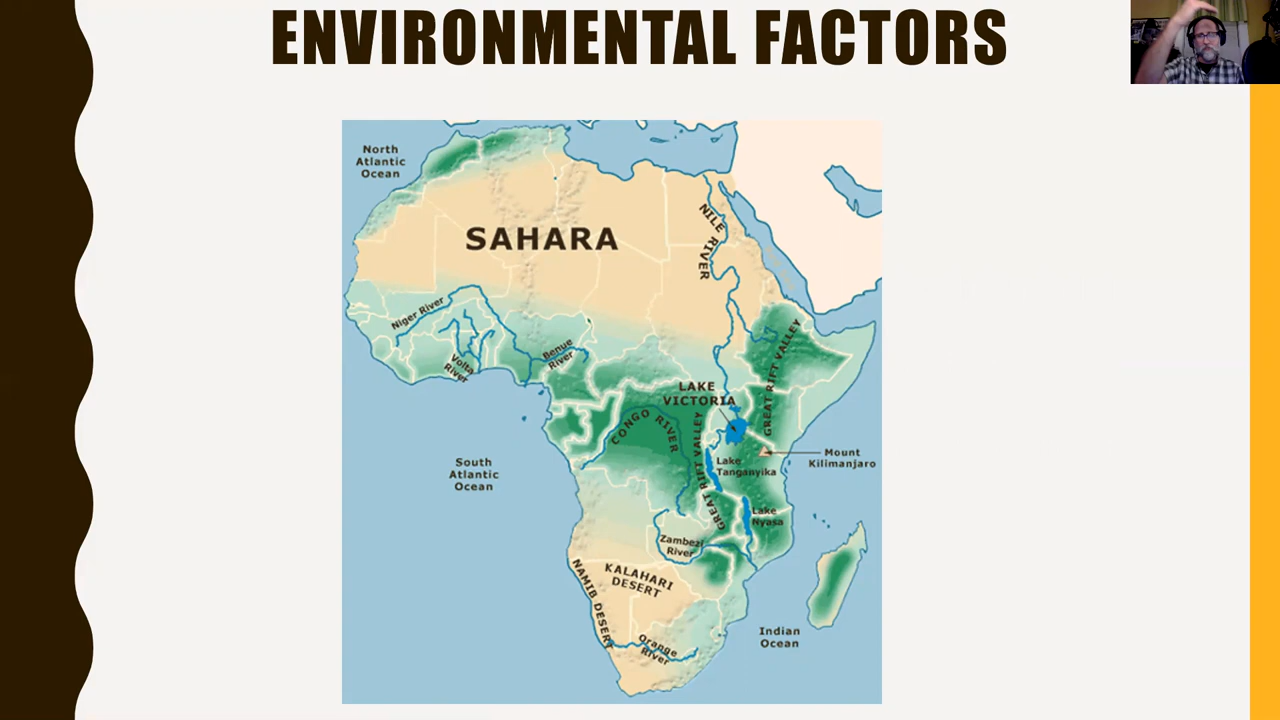 ENVIRONMENTAL FACTORS
North
Atlantic
Ocean
SAHARA
NILE RIVER
Niger River
Volta
River
Benue
River
GREAT RIFT VALLEY
LAKE
VICTORIA
CONGO RIVER
GREAT RIFT VALLEY
Mount
Kilimanjaro
Lake
Tanganyika
South
Atlantic
Ocean
Lake
Nyasa
Zambezi
River
NAMIB DESERT
KALAHARI
DESERT
Orange
River
Indian
Ocean